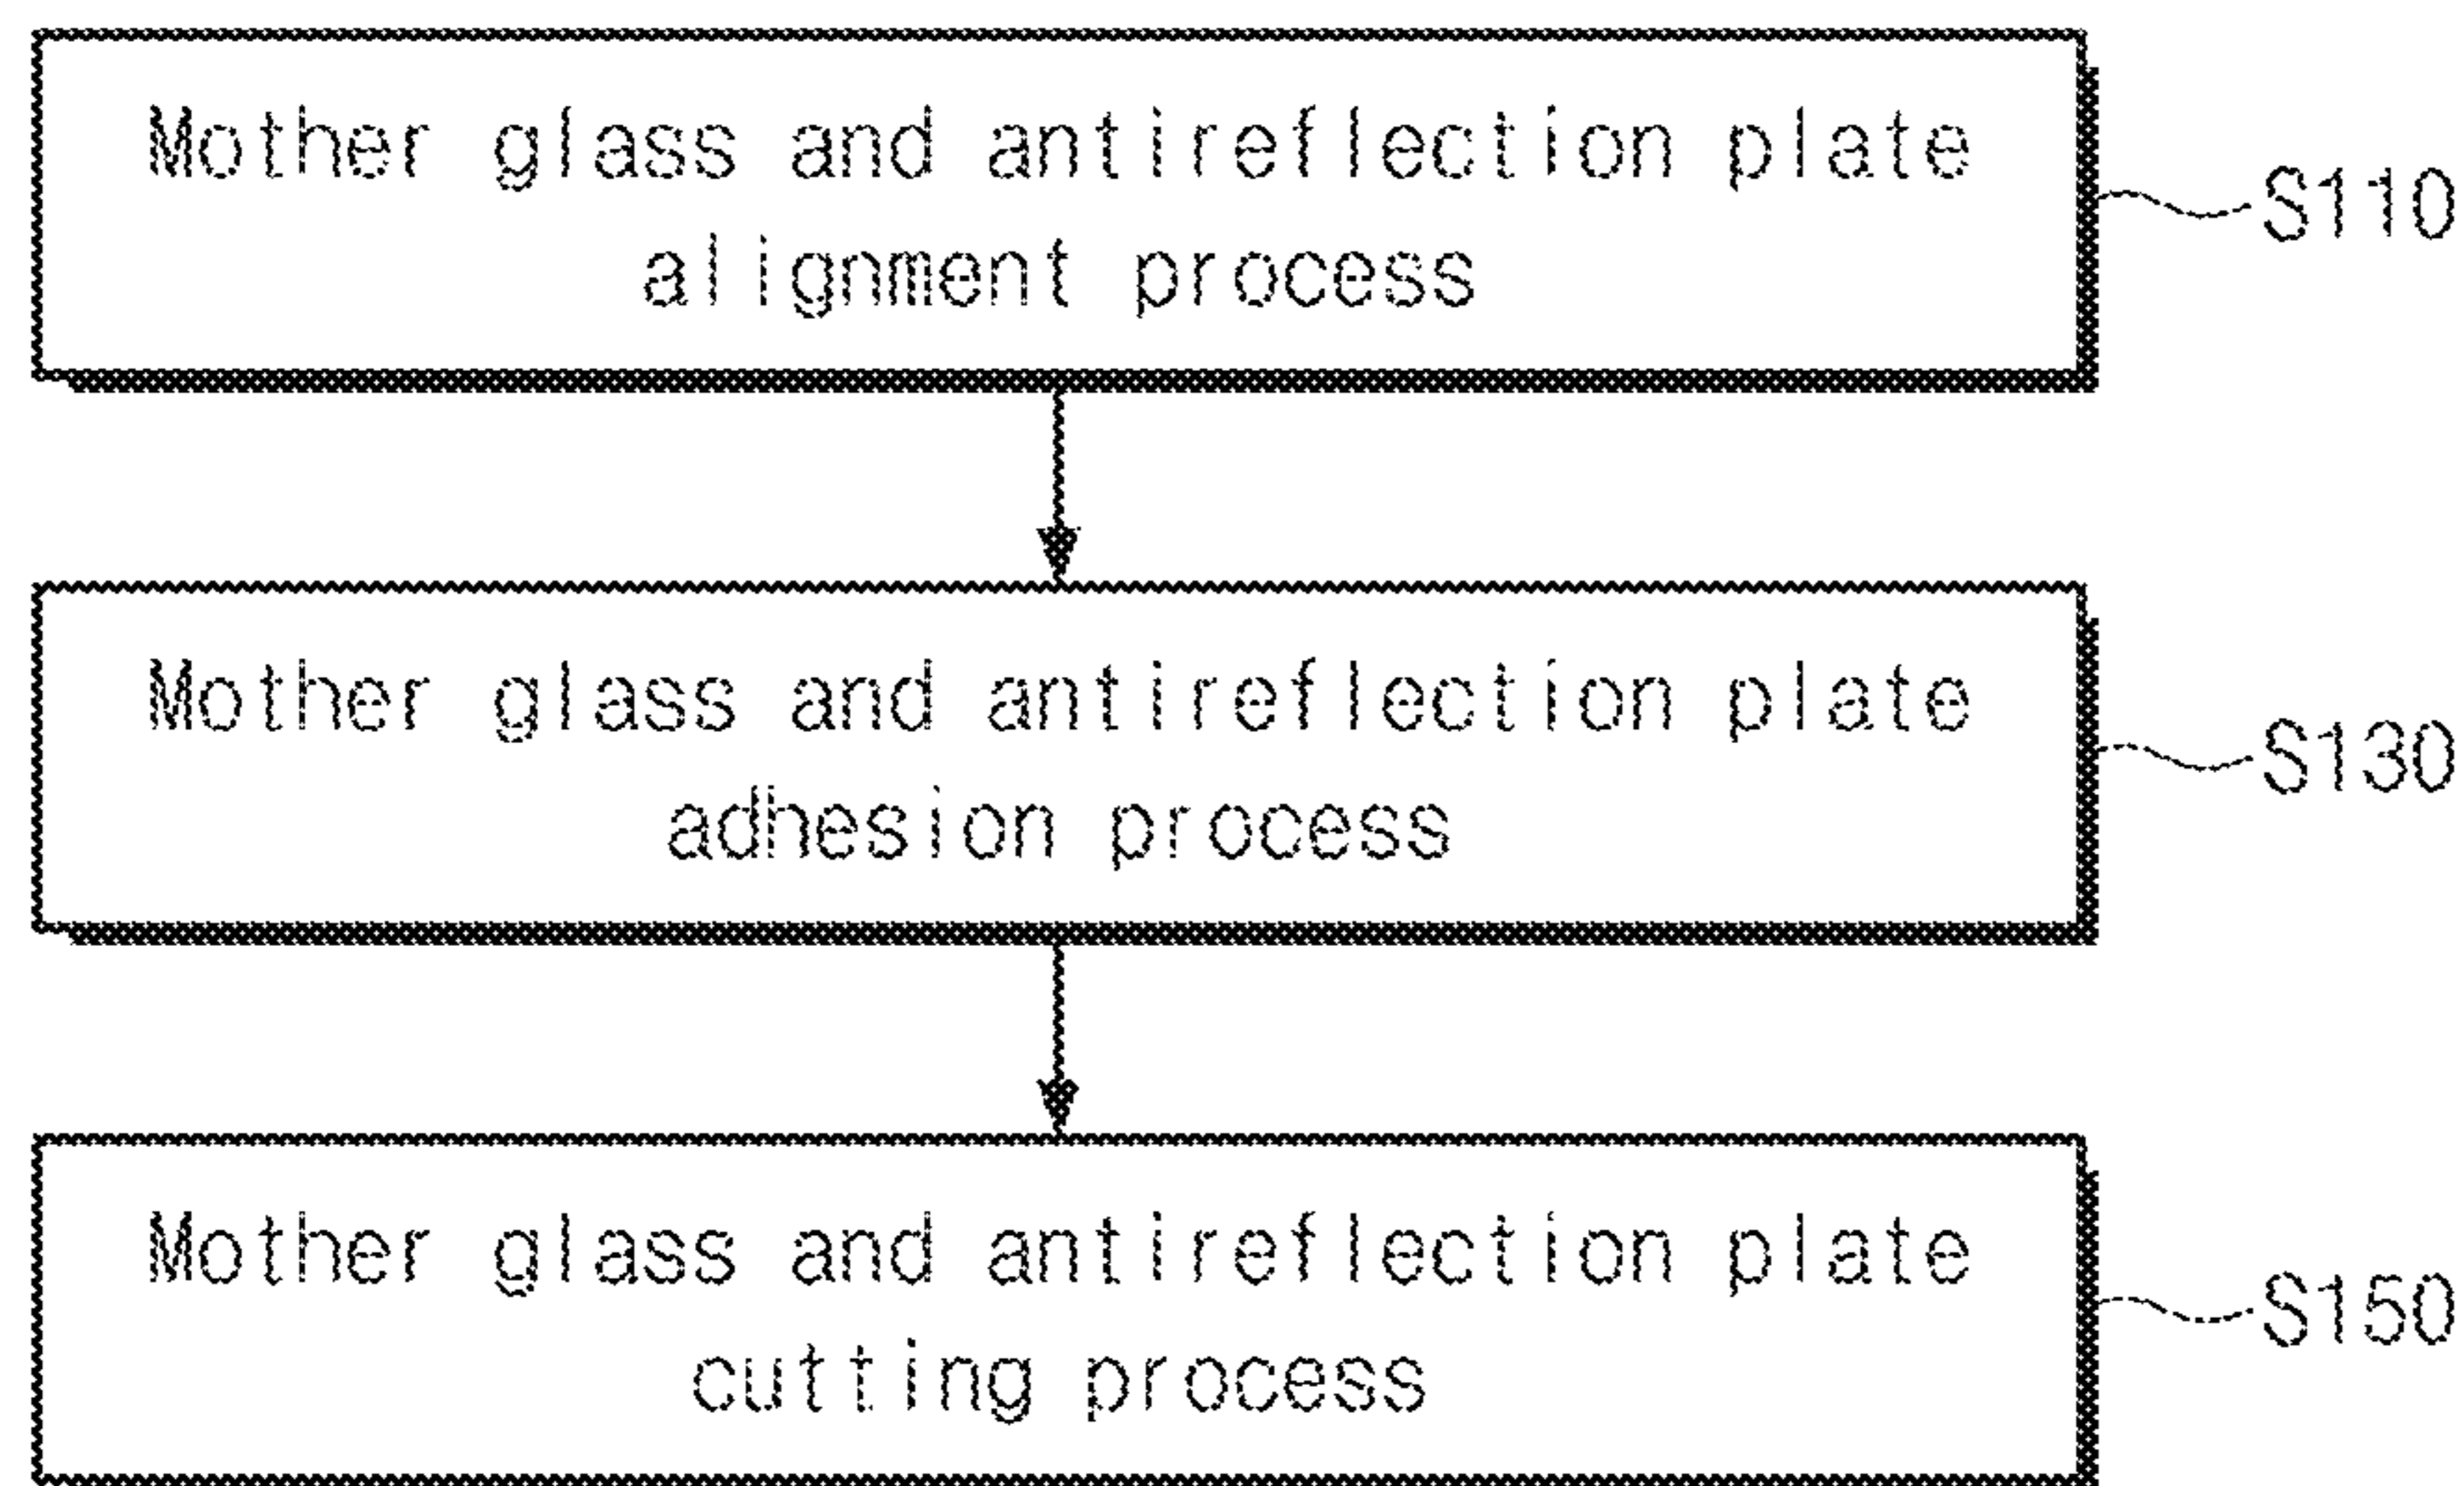 Mother glass and antireflection plate
alignment process
S110
Mother glass and antireflection plate
adhesion process
S130
Mother glass and antireflection plate
cutting process
S150